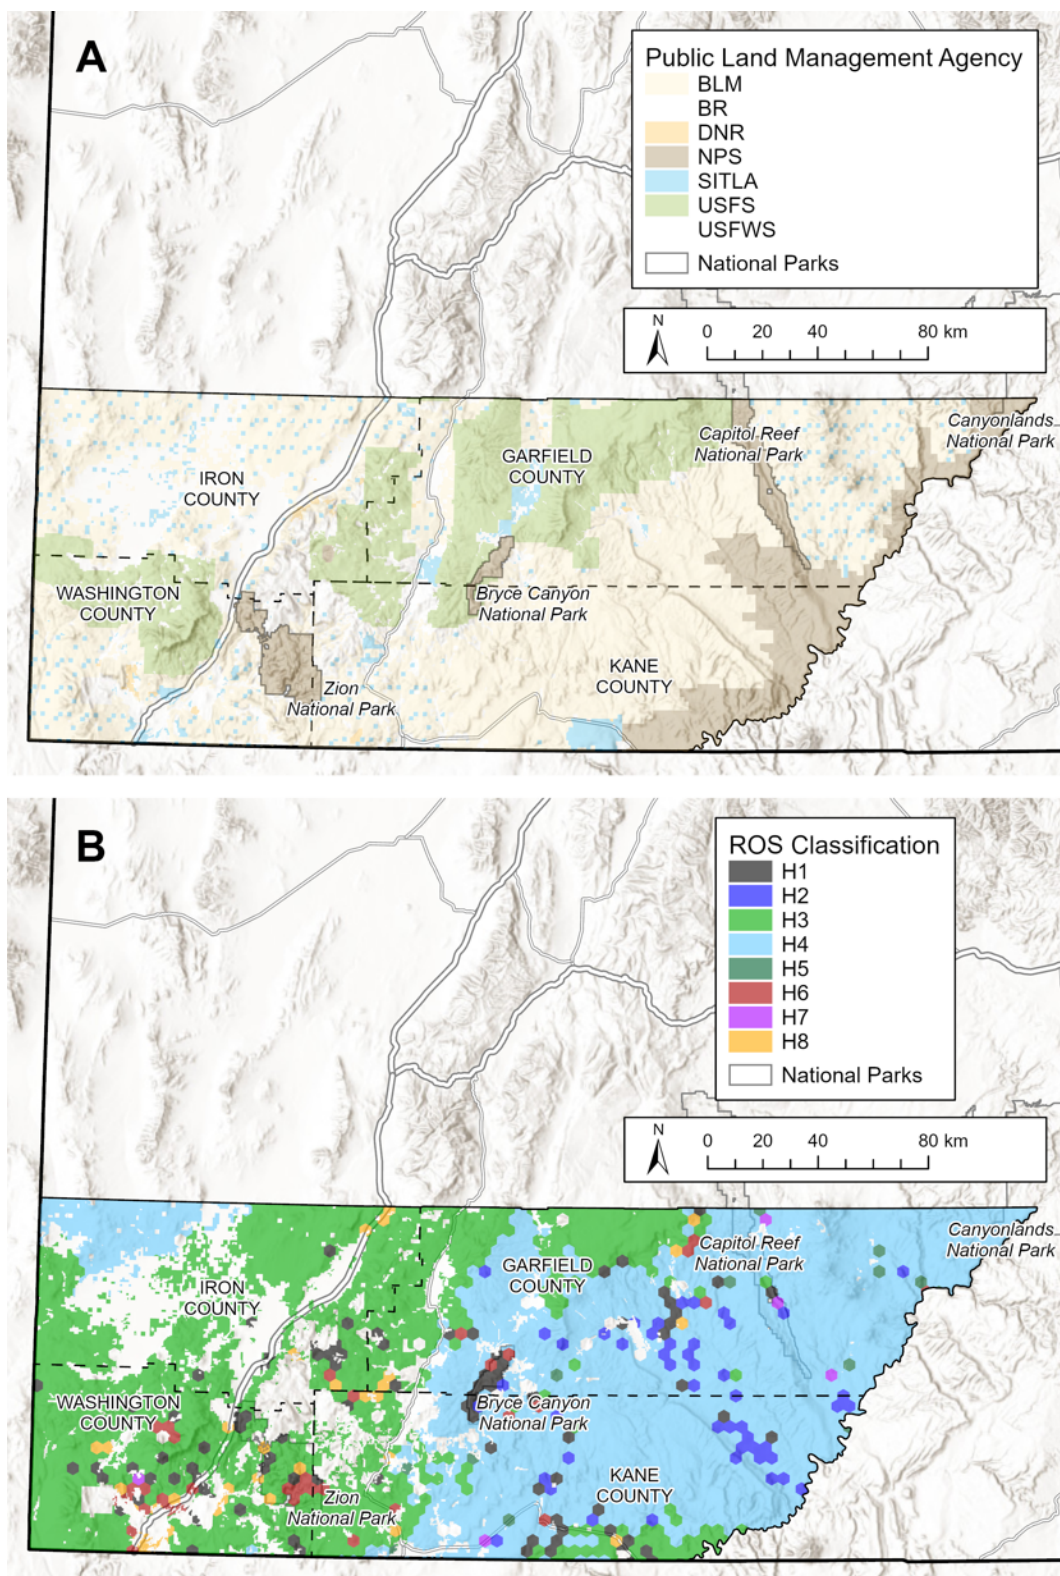 A
Public Land Management Agency
BLM
BR
DNR
NPS
SITLA
USFS
USFWS
National Parks
N
0 20 40 80 km
Capitol Reef
National Park
Canyonlands
National Park
GARFIELD
COUNTY
IRON
COUNTY
WASHINGTON
COUNTY
Bryce Canyon
National Park
KANE
COUNTY
Zion
National Park
B
ROS Classification
H1
H2
H3
H4
H5
H6
H7
H8
National Parks
N
0 20 40 80 km
Capitol Reef
National Park
Canyonlands
National Park
GARFIELD
COUNTY
IRON
COUNTY
WASHINGTON
COUNTY
Bryce Canyon
National Park
KANE
COUNTY
Zion
National Park